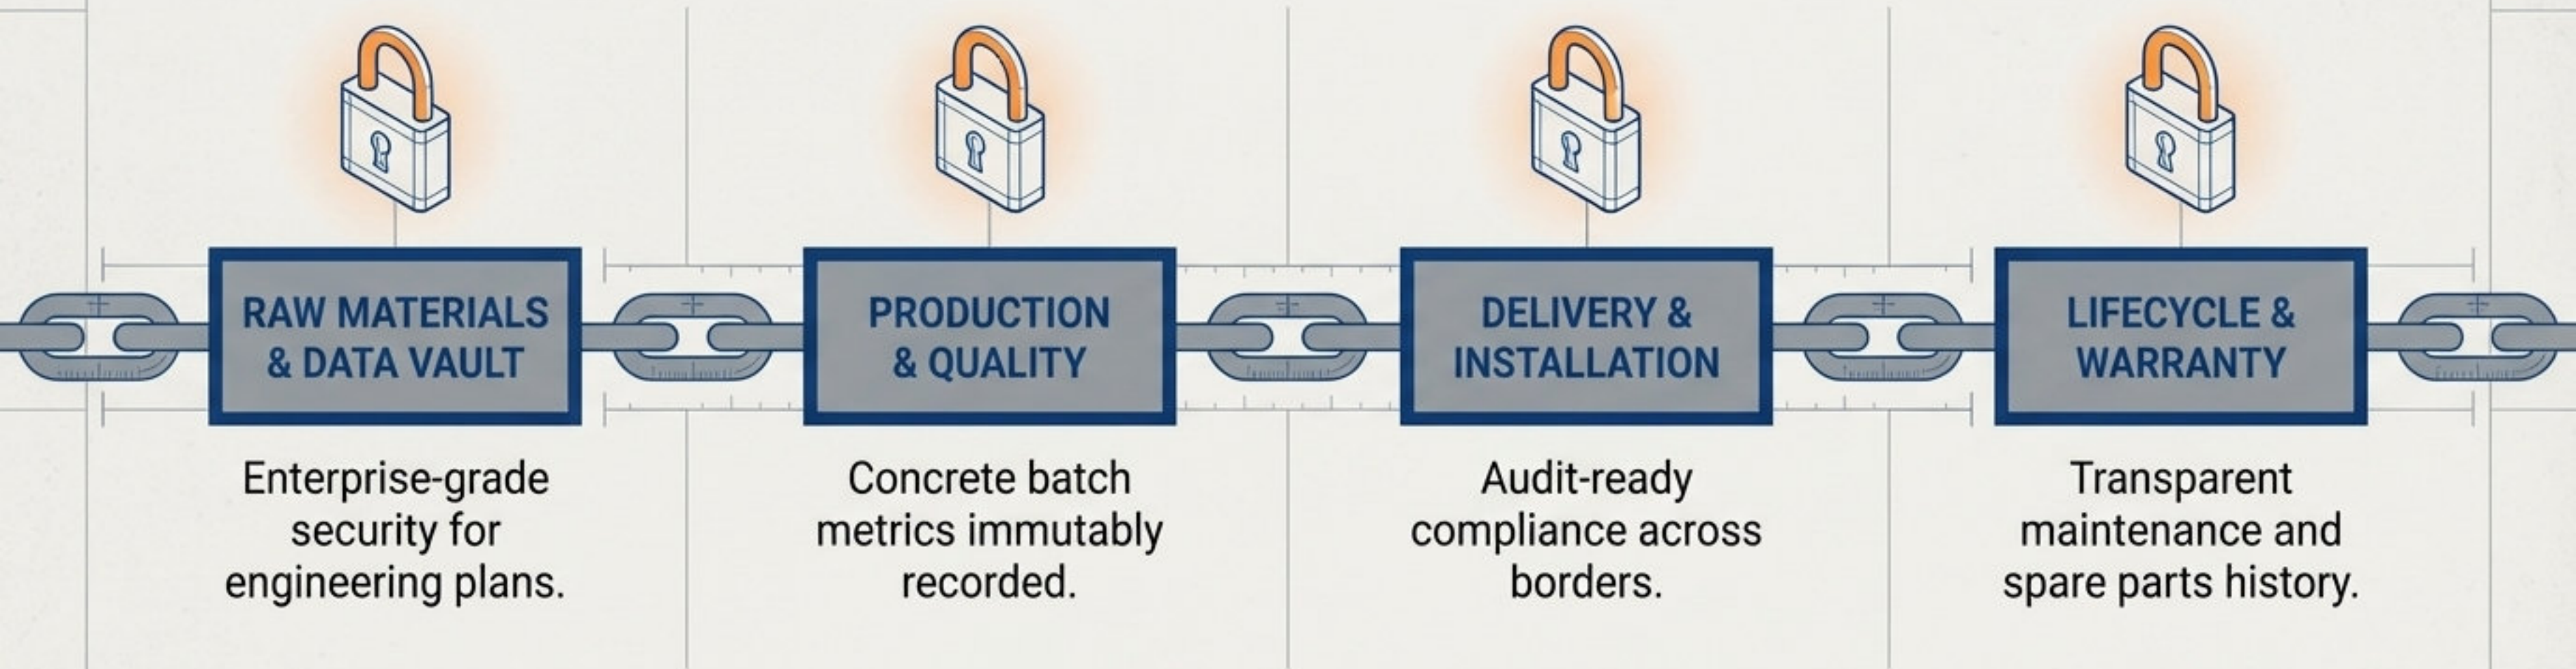 RAW MATERIALS
& DATA VAULT
Enterprise-grade
security for
engineering plans.
PRODUCTION
& QUALITY
Concrete batch
metrics immutably
recorded.
DELIVERY &
INSTALLATION
Audit-ready
compliance across
borders.
LIFECYCLE &
WARRANTY
Transparent
maintenance and
spare parts history.